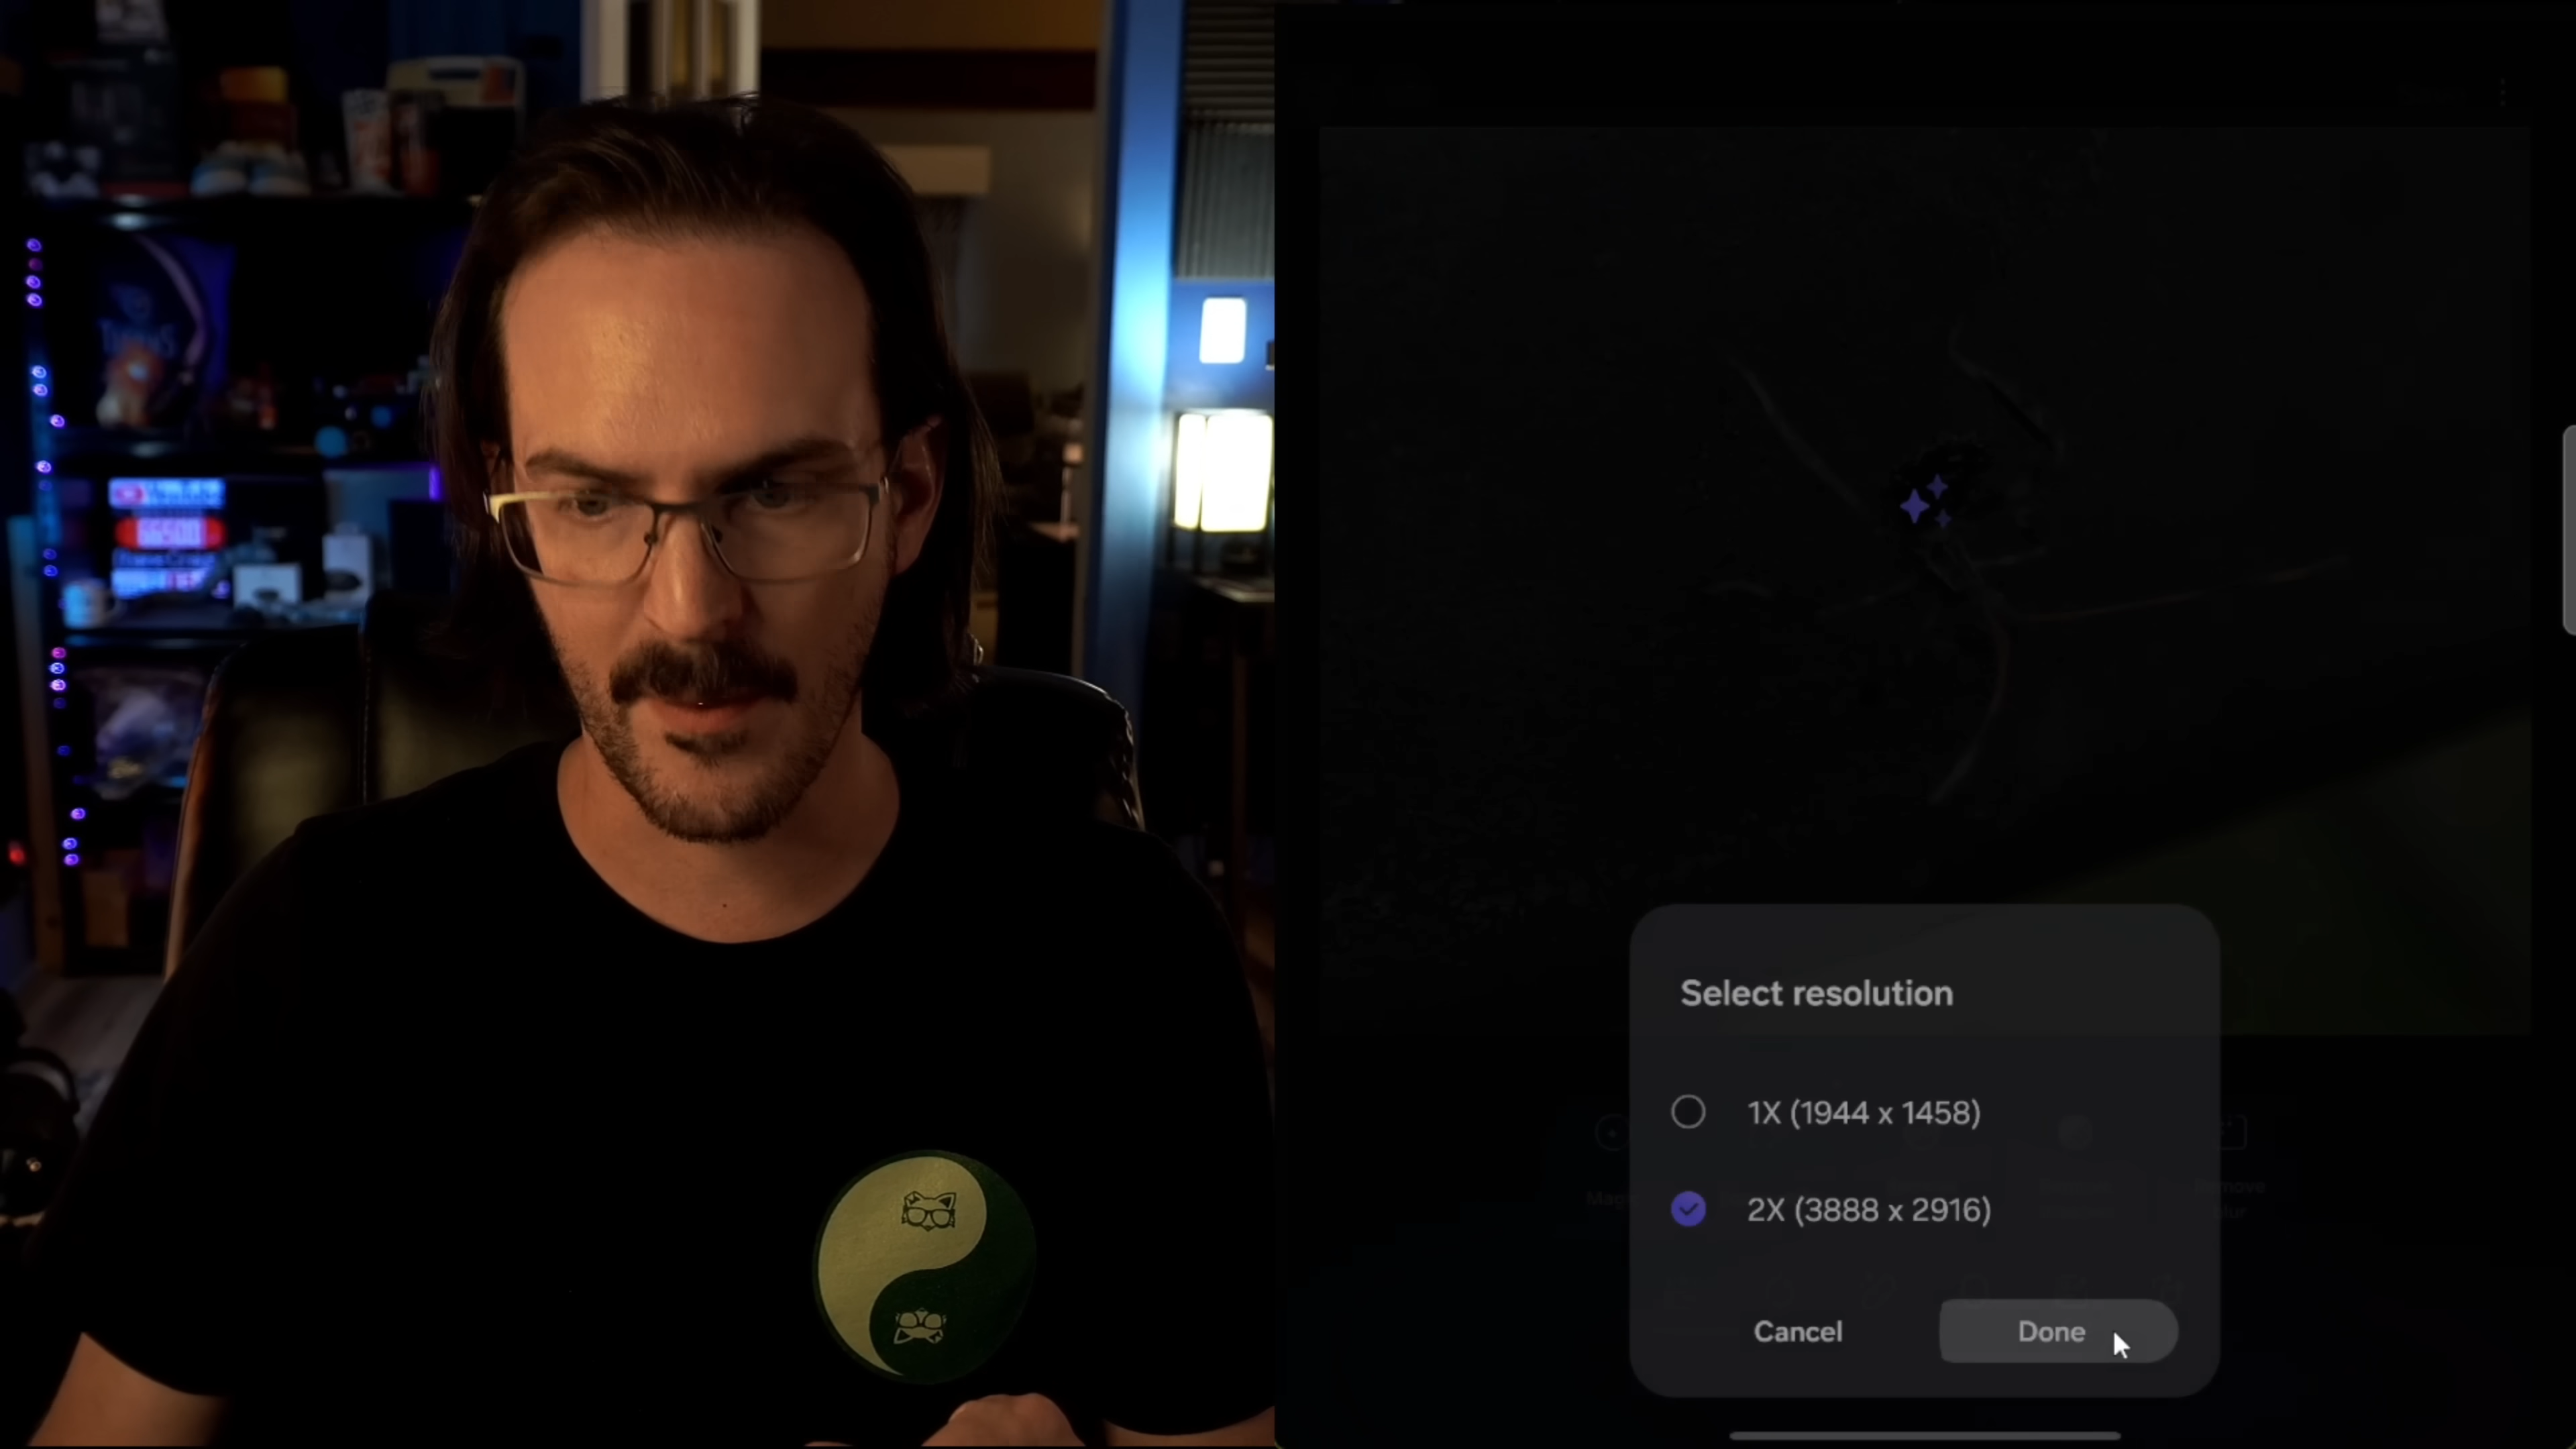 Select resolution
1X (1944 x 1458)
2X (3888 x 2916)
Cancel
Done